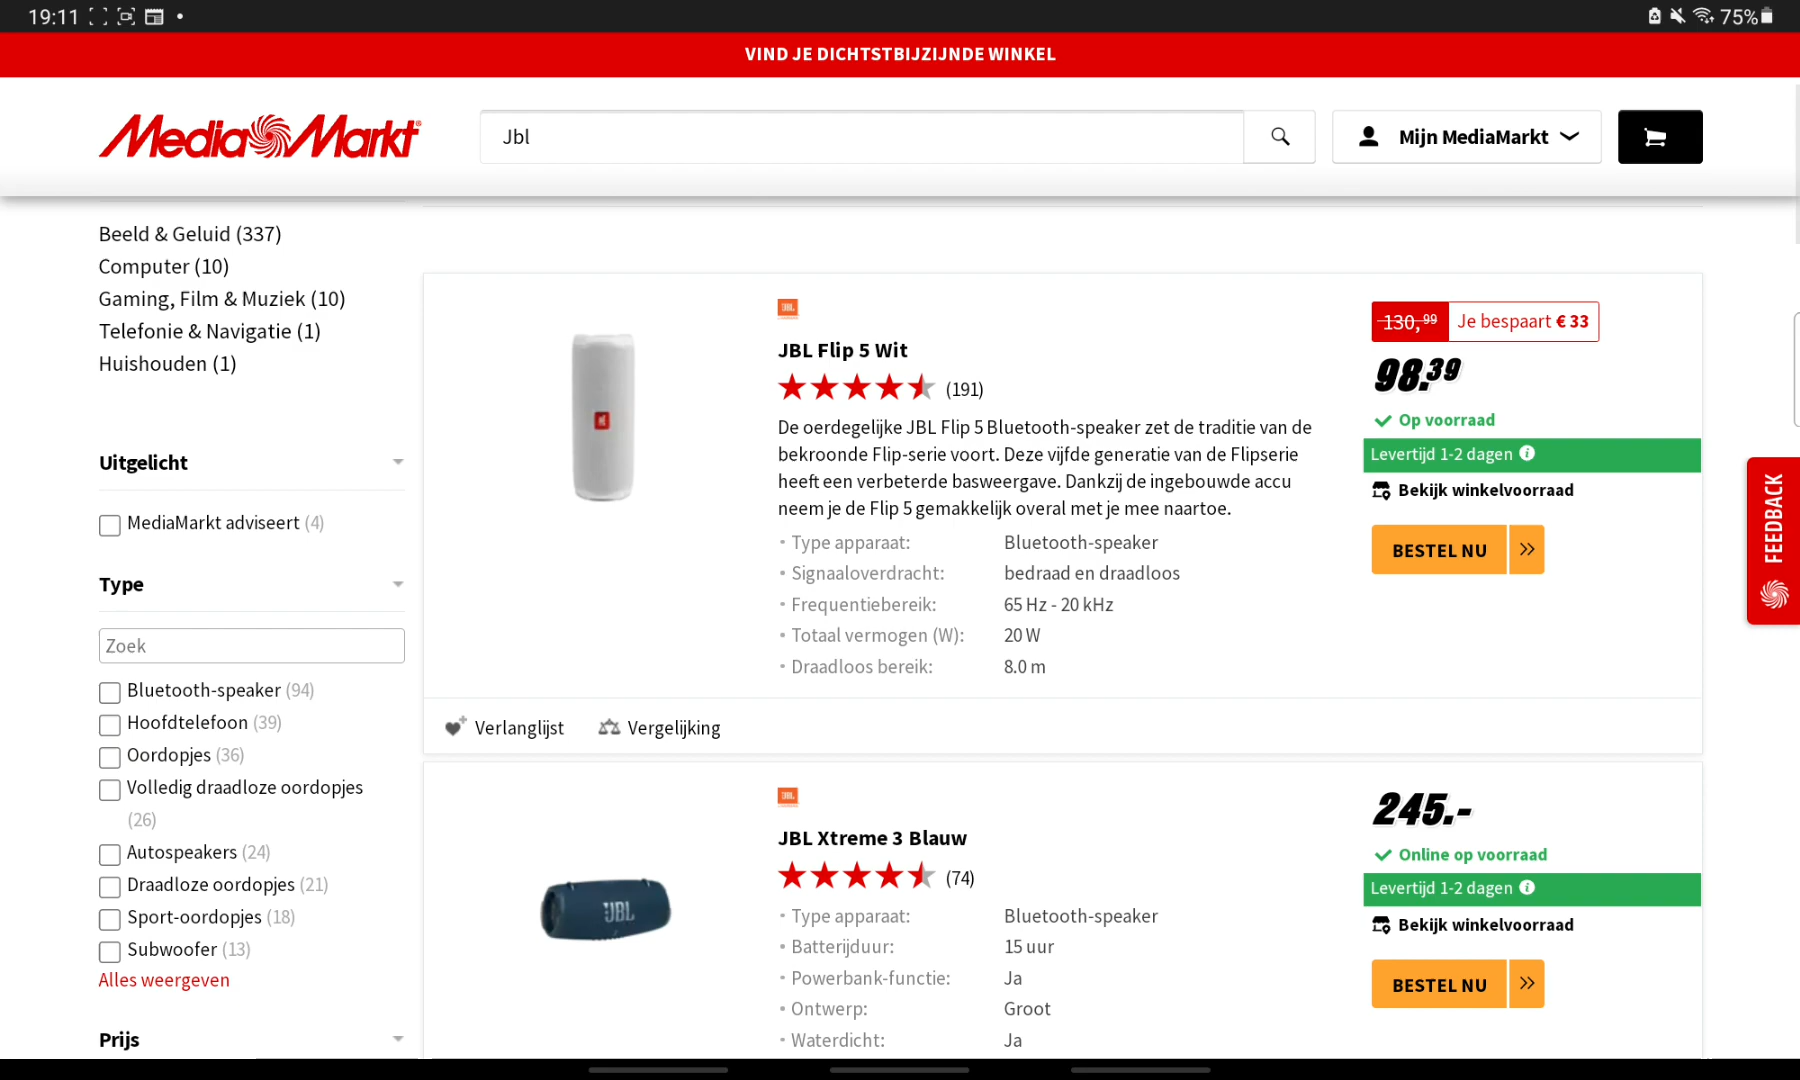 19:11
75%
VIND JE DICHTSTBIJZIJNDE WINKEL
MediaMarkt
Jbl
Mijn MediaMarkt
Beeld & Geluid (337)
Computer (10)
Gaming, Film & Muziek (10)
Telefonie & Navigatie (1)
Huishouden (1)
Uitgelicht
MediaMarkt adviseert (4)
Type
Zoek
Bluetooth-speaker (94)
Hoofdtelefoon (39)
Oordopjes (36)
Volledig draadloze oordopjes
(26)
Autospeakers (24)
Draadloze oordopjes (21)
Sport-oordopjes (18)
Subwoofer (13)
Alles weergeven
Prijs
JBL
JBL Flip 5 Wit
(191)
De oerdegelijke JBL Flip 5 Bluetooth-speaker zet de traditie van de
bekroonde Flip-serie voort. Deze vijfde generatie van de Flipserie
heeft een verbeterde basweergave. Dankzij de ingebouwde accu
neem je de Flip 5 gemakkelijk overal met je mee naartoe.
• Type apparaat: Bluetooth-speaker
• Signaaloverdracht: bedraad en draadloos
• Frequentiebereik: 65 Hz - 20 kHz
• Totaal vermogen (W): 20 W
• Draadloos bereik: 8.0 m
130,99 Je bespaart € 33
98.39
Op voorraad
Levertijd 1-2 dagen
Bekijk winkelvoorraad
BESTEL NU
Verlanglijst Vergelijking
JBL
JBL
JBL Xtreme 3 Blauw
(74)
• Type apparaat: Bluetooth-speaker
• Batterijduur: 15 uur
• Powerbank-functie: Ja
• Ontwerp: Groot
• Waterdicht: Ja
245.-
Online op voorraad
Levertijd 1-2 dagen
Bekijk winkelvoorraad
BESTEL NU
FEEDBACK